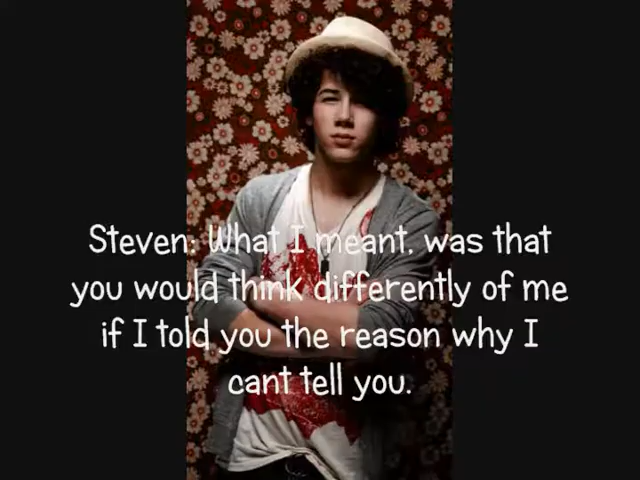 Steven: What I meant, was that
you would think differently of me
if I told you the reason why I
cant tell you.